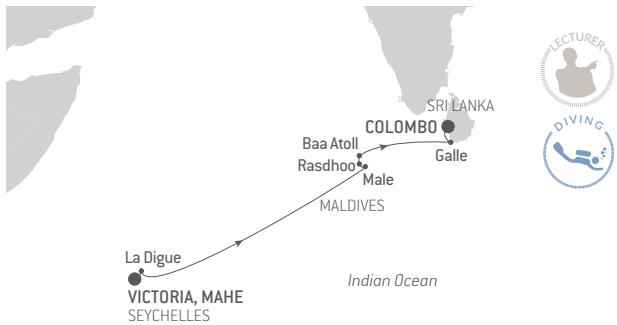 LECTURER
SRI LANKA
COLOMBO
DIVING
Baa Atoll
Galle
Rasdhoo
Male
MALDIVES
La Digue
Indian Ocean
VICTORIA, MAHE
SEYCHELLES